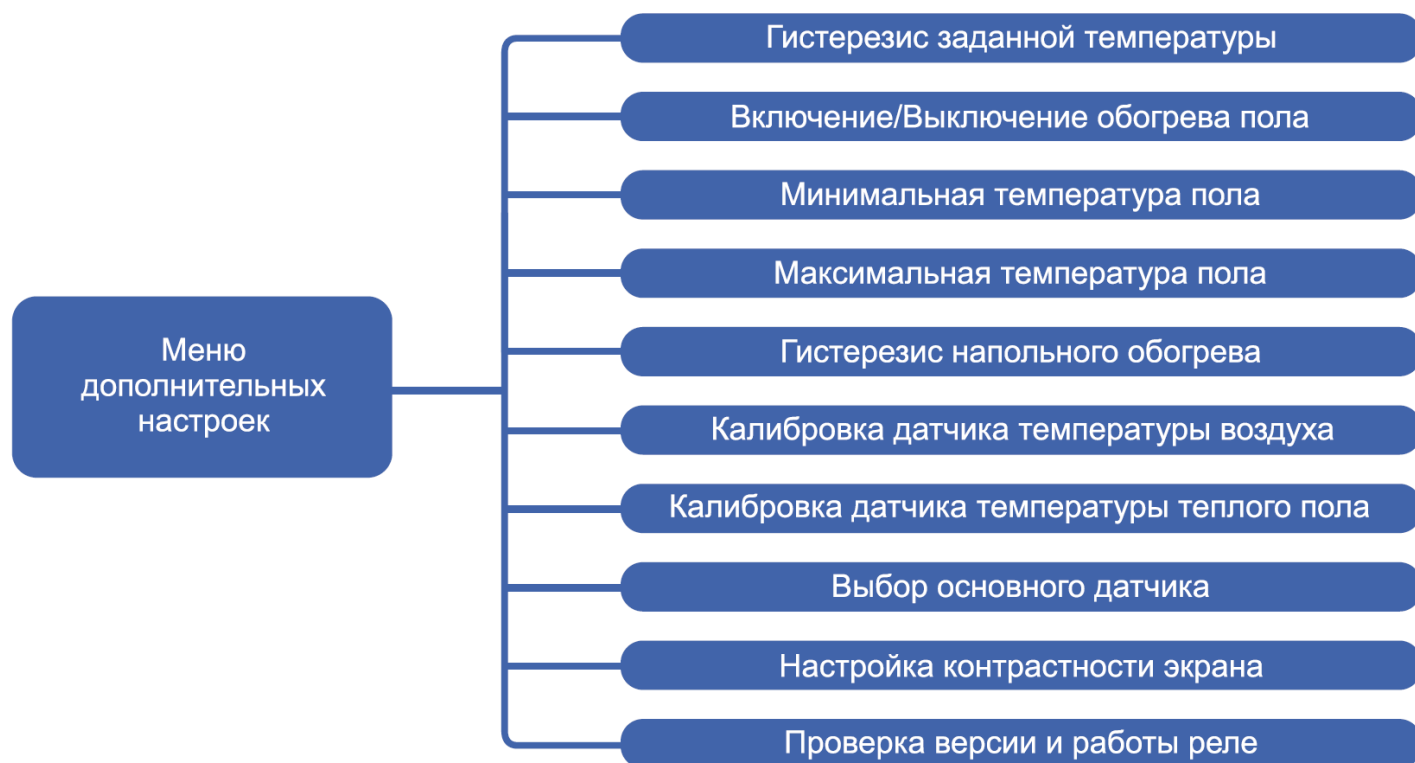 Гистерезис заданной температуры
Включение/Выключение обогрева пола
Минимальная температура пола
Максимальная температура пола
Меню
дополнительных
настроек
Гистерезис напольного обогрева
Калибровка датчика температуры воздуха
Калибровка датчика температуры теплого пола
Выбор основного датчика
Настройка контрастности экрана
Проверка версии и работы реле